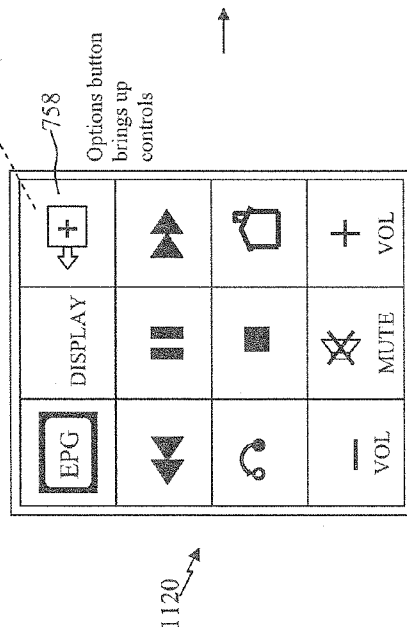 758
Options button
brings up
controls
EPG
DISPLAY
+
− VOL
MUTE
+ VOL
1120